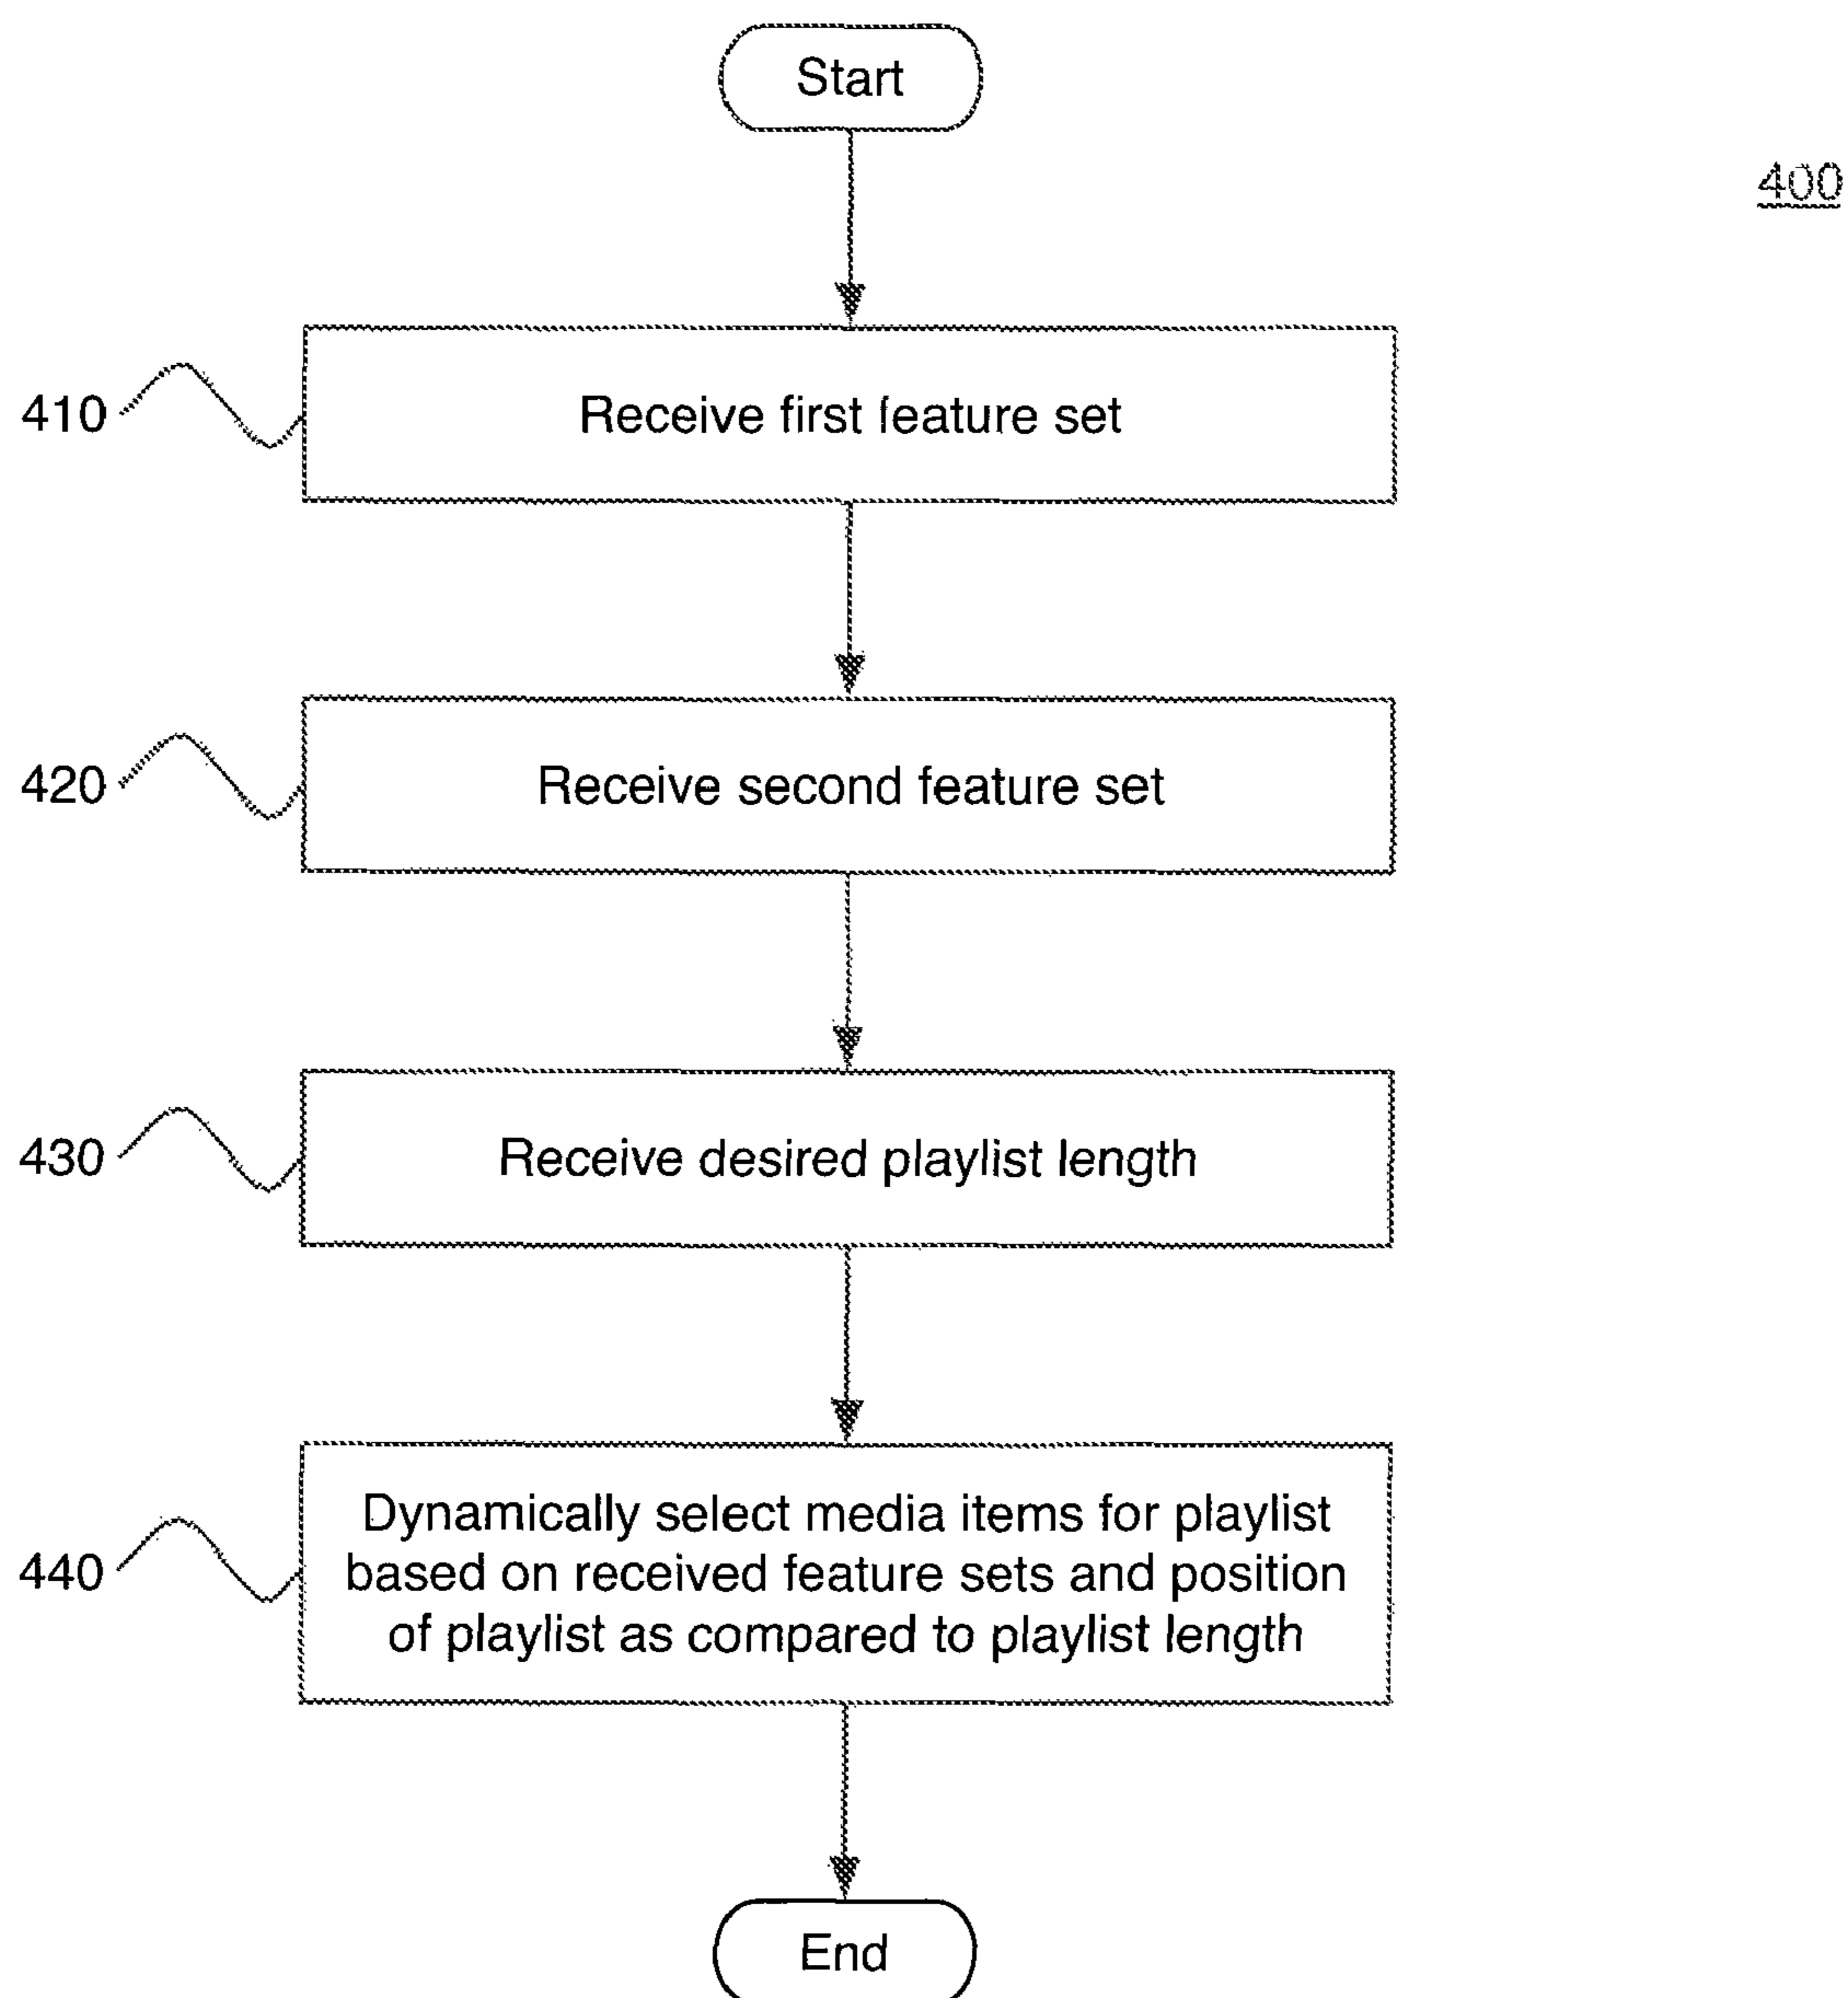 Start
400
410
Receive first feature set
420
Receive second feature set
430
Receive desired playlist length
440
Dynamically select media items for playlist
based on received feature sets and position
of playlist as compared to playlist length
End